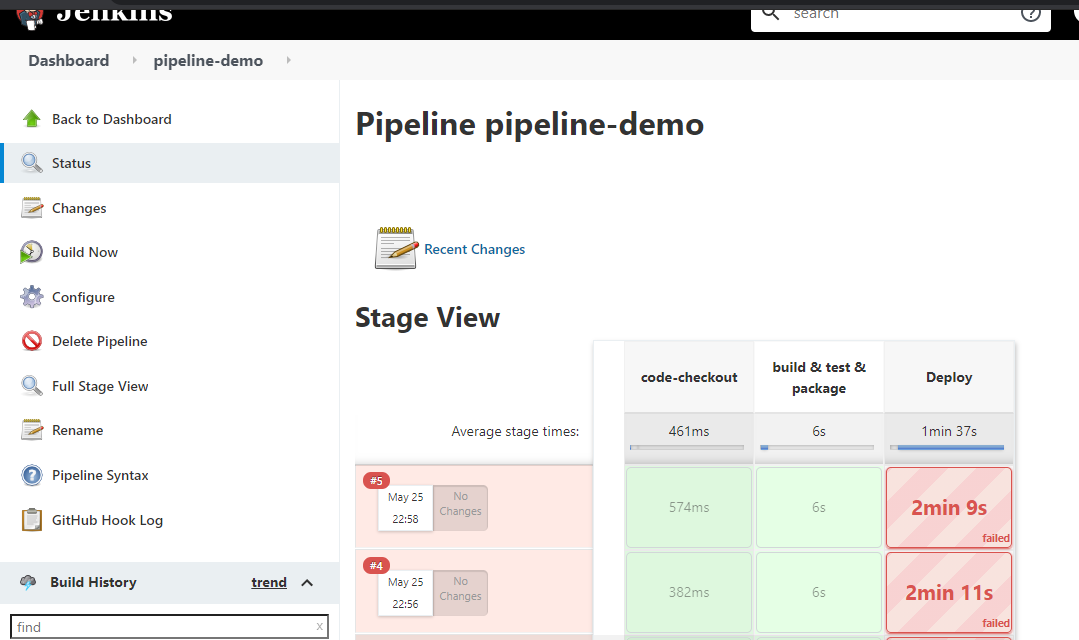 Jenkins
search
Dashboard
pipeline-demo
Back to Dashboard
Status
Changes
Build Now
Configure
Delete Pipeline
Full Stage View
Rename
Pipeline Syntax
GitHub Hook Log
Build History
trend
find
x
Pipeline pipeline-demo
Recent Changes
Stage View
code-checkout
build & test &
package
Deploy
Average stage times:
461ms
6s
1min 37s
#5
May 25
22:58
No
Changes
574ms
6s
2min 9s
failed
#4
May 25
22:56
No
Changes
382ms
6s
2min 11s
failed